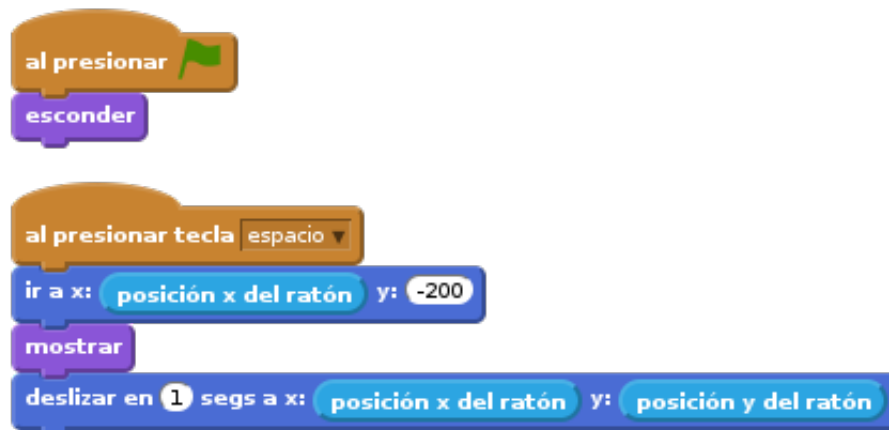 al presionar
esconder
al presionar tecla espacio
ir a x: posición x del ratón y: -200
mostrar
deslizar en 1 segs a x: posición x del ratón y: posición y del ratón